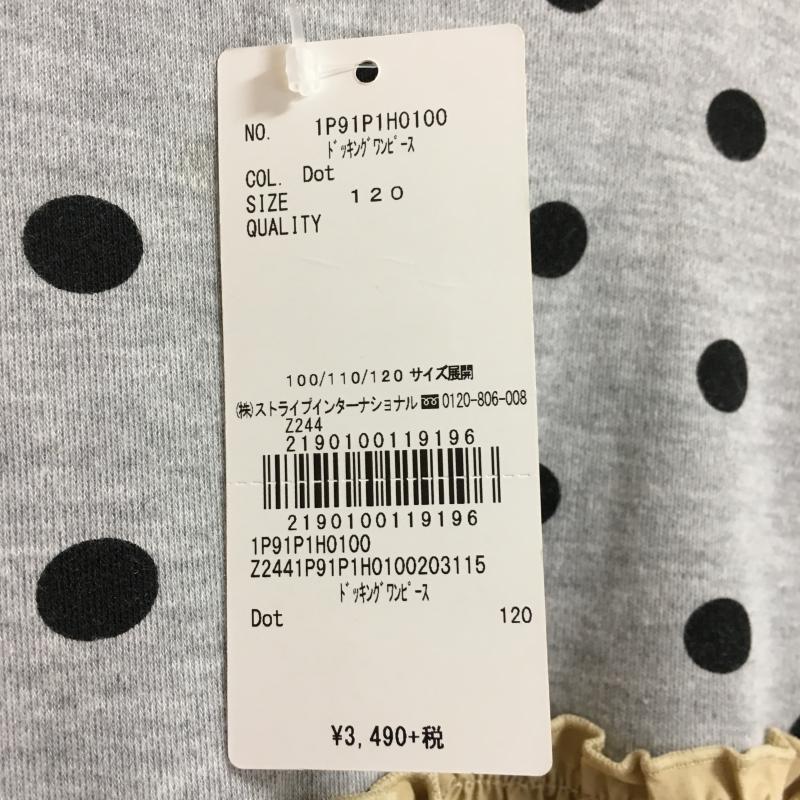 NO. 1P91P1H0100
ﾄﾞｯｷﾝｸﾞﾜﾝﾋﾟｰｽ
COL. Dot
SIZE １２０
QUALITY
100/110/120 サイズ展開
㈱ストライプインターナショナル 0120-806-008
Z244
2190100119196
2190100119196
1P91P1H0100
Z2441P91P1H0100203115
ﾄﾞｯｷﾝｸﾞﾜﾝﾋﾟｰｽ
Dot 120
¥3,490+税